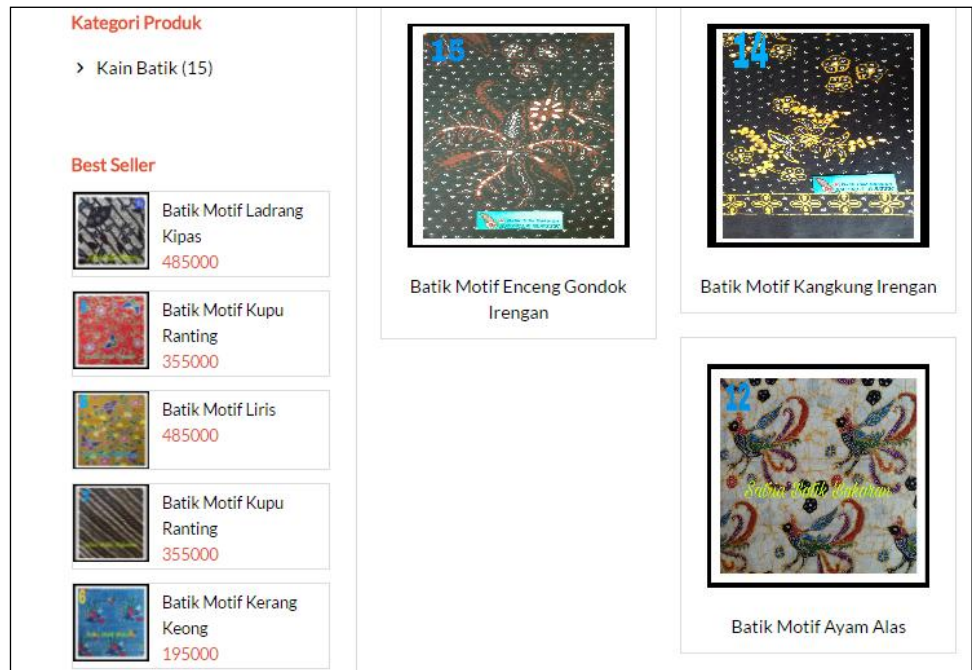 Kategori Produk
Kain Batik (15)
Best Seller
Batik Motif Ladrang
Kipas
485000
Batik Motif Kupu
Ranting
355000
Batik Motif Liris
485000
Batik Motif Kupu
Ranting
355000
Batik Motif Kerang
Keong
195000
15
Batik Motif Enceng Gondok
Irengan
14
Batik Motif Kangkung Irengan
12
Sabna Batik Bakaran
Batik Motif Ayam Alas